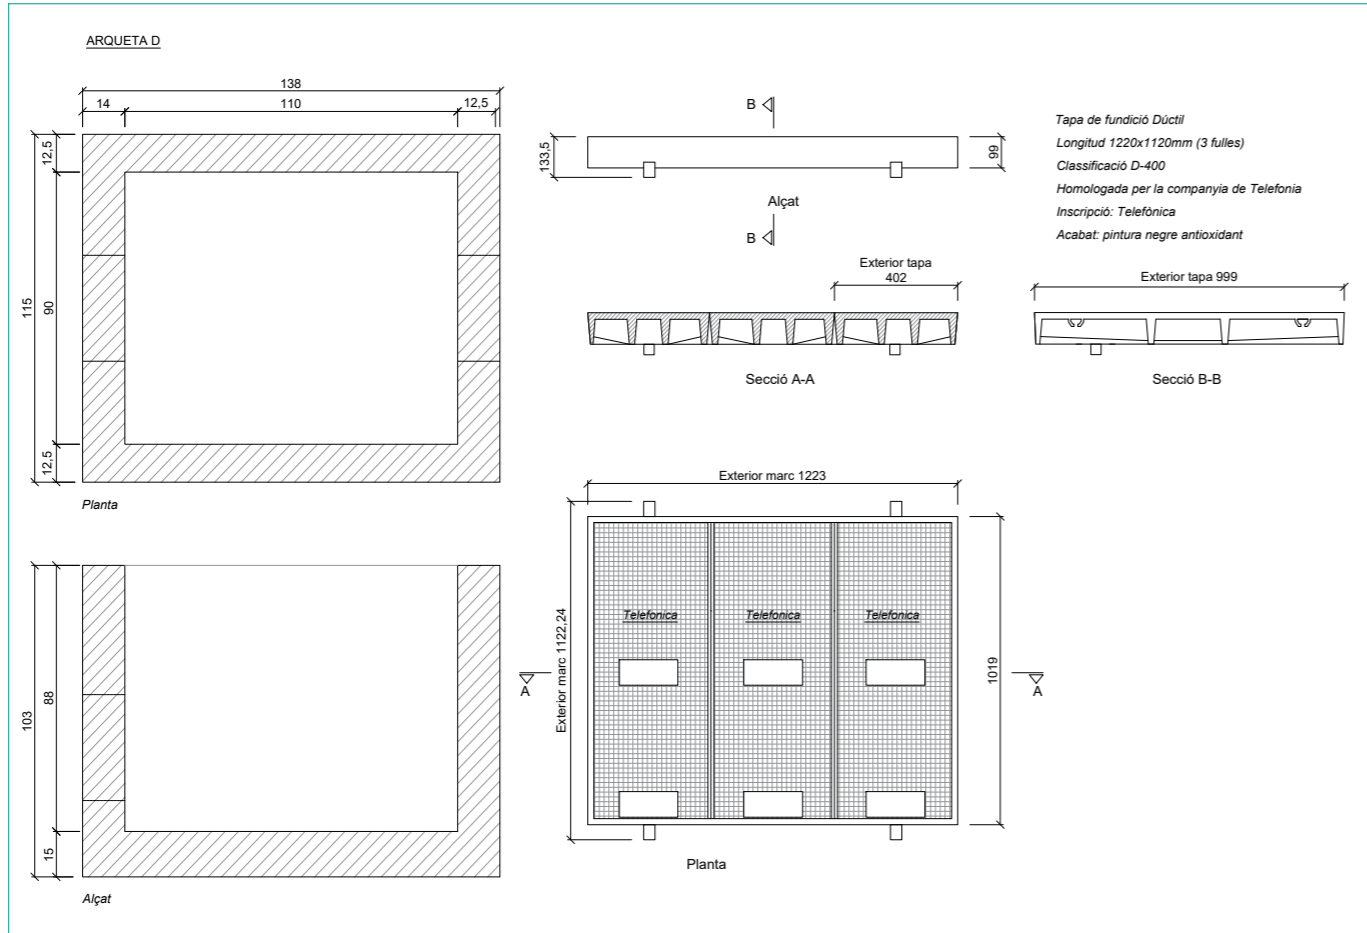 ARQUETA D
138
14
110
12,5
12,5
115
90
12,5
Planta
103
88
15
Alçat
B
133,5
99
Alçat
B
Tapa de fundició Dúctil
Longitud 1220x1120mm (3 fulles)
Classificació D-400
Homologada per la companyia de Telefonia
Inscripció: Telefònica
Acabat: pintura negre antioxidant
Exterior tapa
402
Secció A-A
Exterior tapa 999
Secció B-B
Exterior marc 1223
Exterior marc 1122,24
Telefonica
Telefonica
Telefonica
1019
A
A
Planta